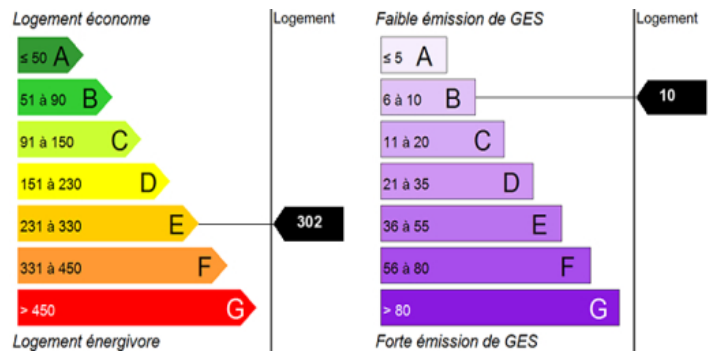 Logement économe
Logement
≤ 50 A
51 à 90 B
91 à 150 C
151 à 230 D
231 à 330 E
302
331 à 450 F
> 450 G
Logement énergivore
Faible émission de GES
Logement
≤ 5 A
6 à 10 B
10
11 à 20 C
21 à 35 D
36 à 55 E
56 à 80 F
> 80 G
Forte émission de GES